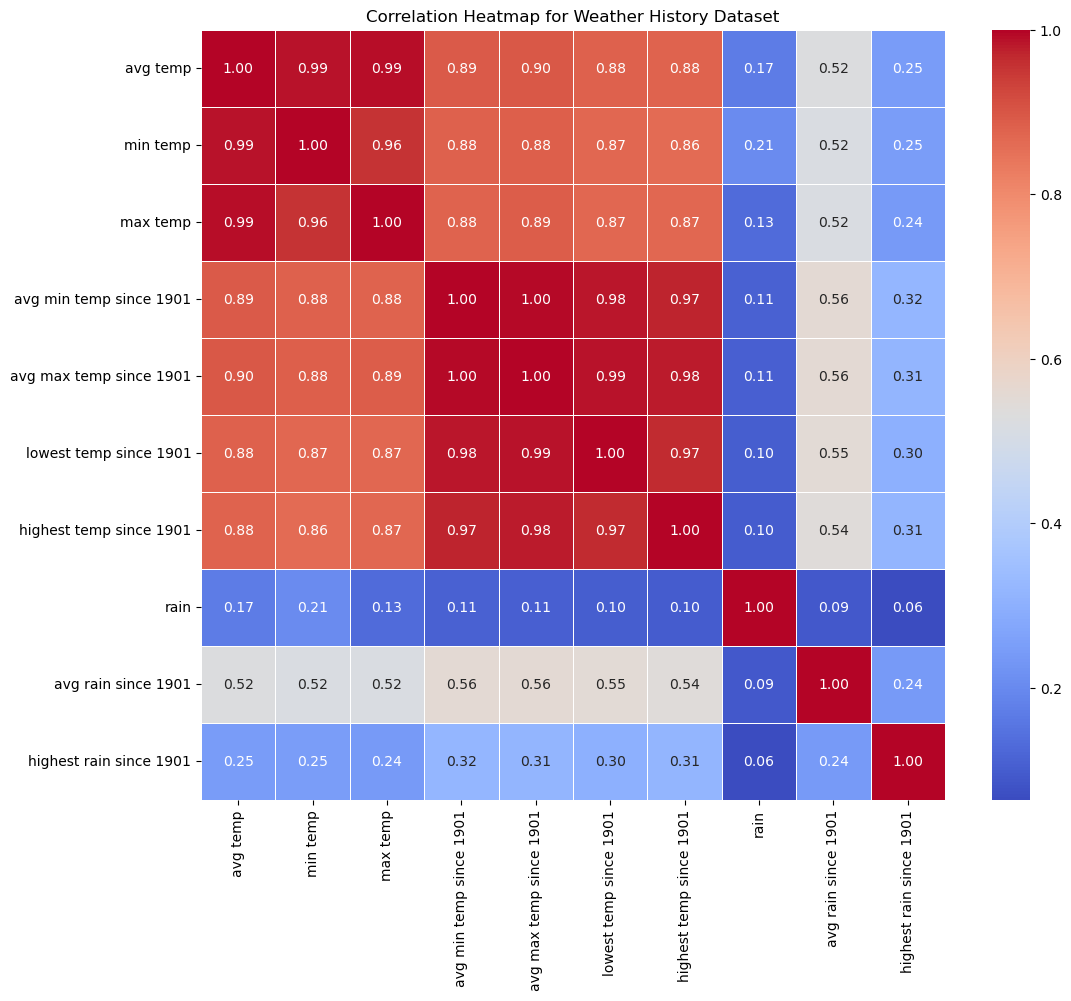 Correlation Heatmap for Weather History Dataset
avg temp 1.00 0.99 0.99 0.89 0.90 0.88 0.88 0.17 0.52 0.25
min temp 0.99 1.00 0.96 0.88 0.88 0.87 0.86 0.21 0.52 0.25
max temp 0.99 0.96 1.00 0.88 0.89 0.87 0.87 0.13 0.52 0.24
avg min temp since 1901 0.89 0.88 0.88 1.00 1.00 0.98 0.97 0.11 0.56 0.32
avg max temp since 1901 0.90 0.88 0.89 1.00 1.00 0.99 0.98 0.11 0.56 0.31
lowest temp since 1901 0.88 0.87 0.87 0.98 0.99 1.00 0.97 0.10 0.55 0.30
highest temp since 1901 0.88 0.86 0.87 0.97 0.98 0.97 1.00 0.10 0.54 0.31
rain 0.17 0.21 0.13 0.11 0.11 0.10 0.10 1.00 0.09 0.06
avg rain since 1901 0.52 0.52 0.52 0.56 0.56 0.55 0.54 0.09 1.00 0.24
highest rain since 1901 0.25 0.25 0.24 0.32 0.31 0.30 0.31 0.06 0.24 1.00
avg temp
min temp
max temp
avg min temp since 1901
avg max temp since 1901
lowest temp since 1901
highest temp since 1901
rain
avg rain since 1901
highest rain since 1901
1.0
0.8
0.6
0.4
0.2